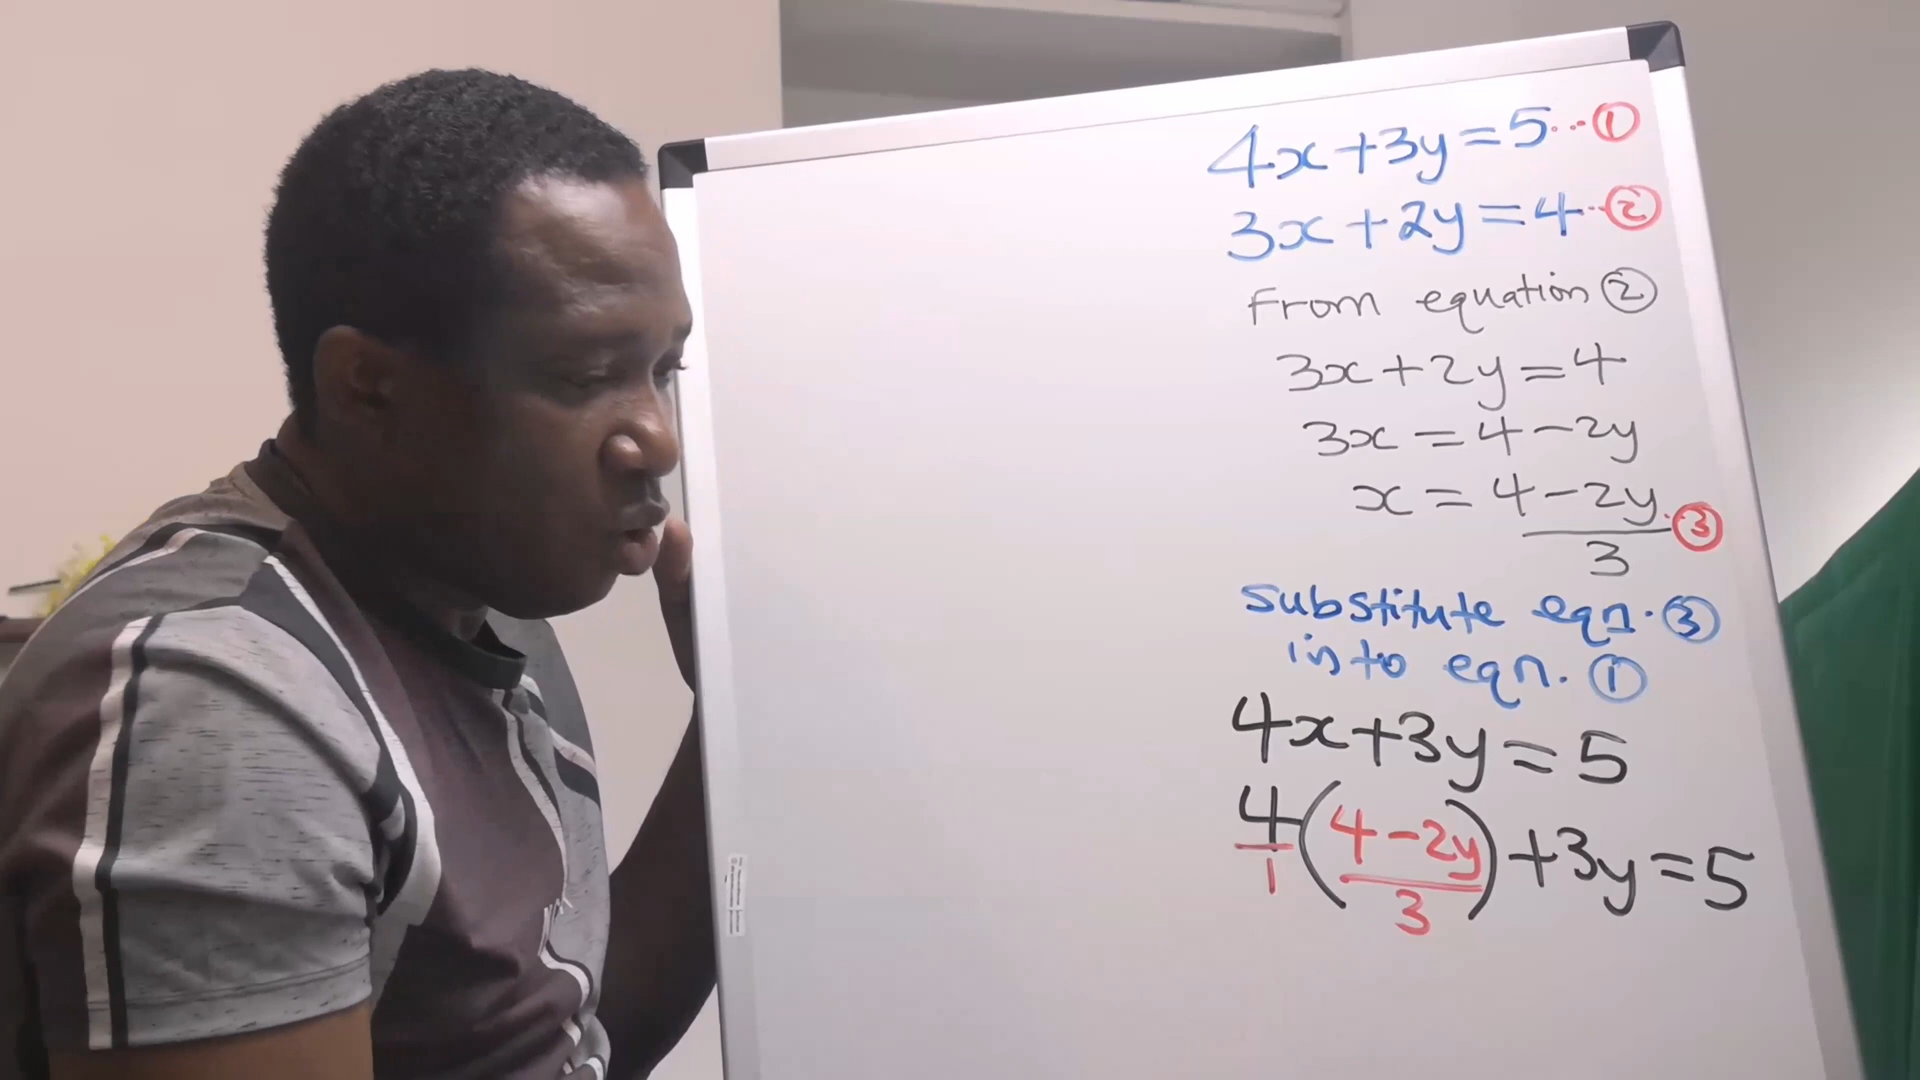 4x+3y=5...①
3x+2y=4...②
From equation ②
3x+2y=4
3x=4-2y
x=4-2y...③
3
Substitute eqn. ③
into eqn. ①
4x+3y=5
4/1((4-2y)/3)+3y=5